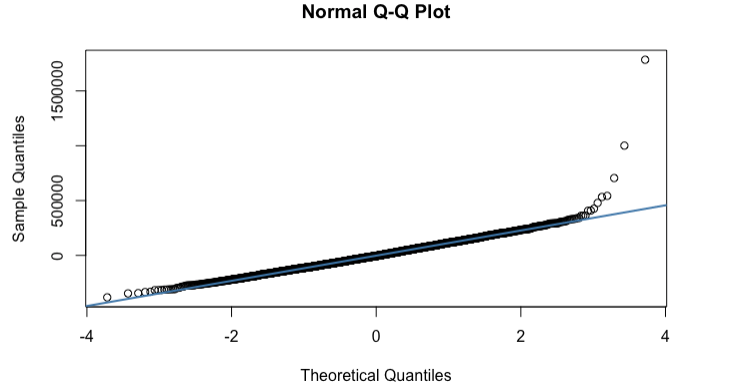 Normal Q-Q Plot
Sample Quantiles
1500000
500000
0
-4 -2 0 2 4
Theoretical Quantiles